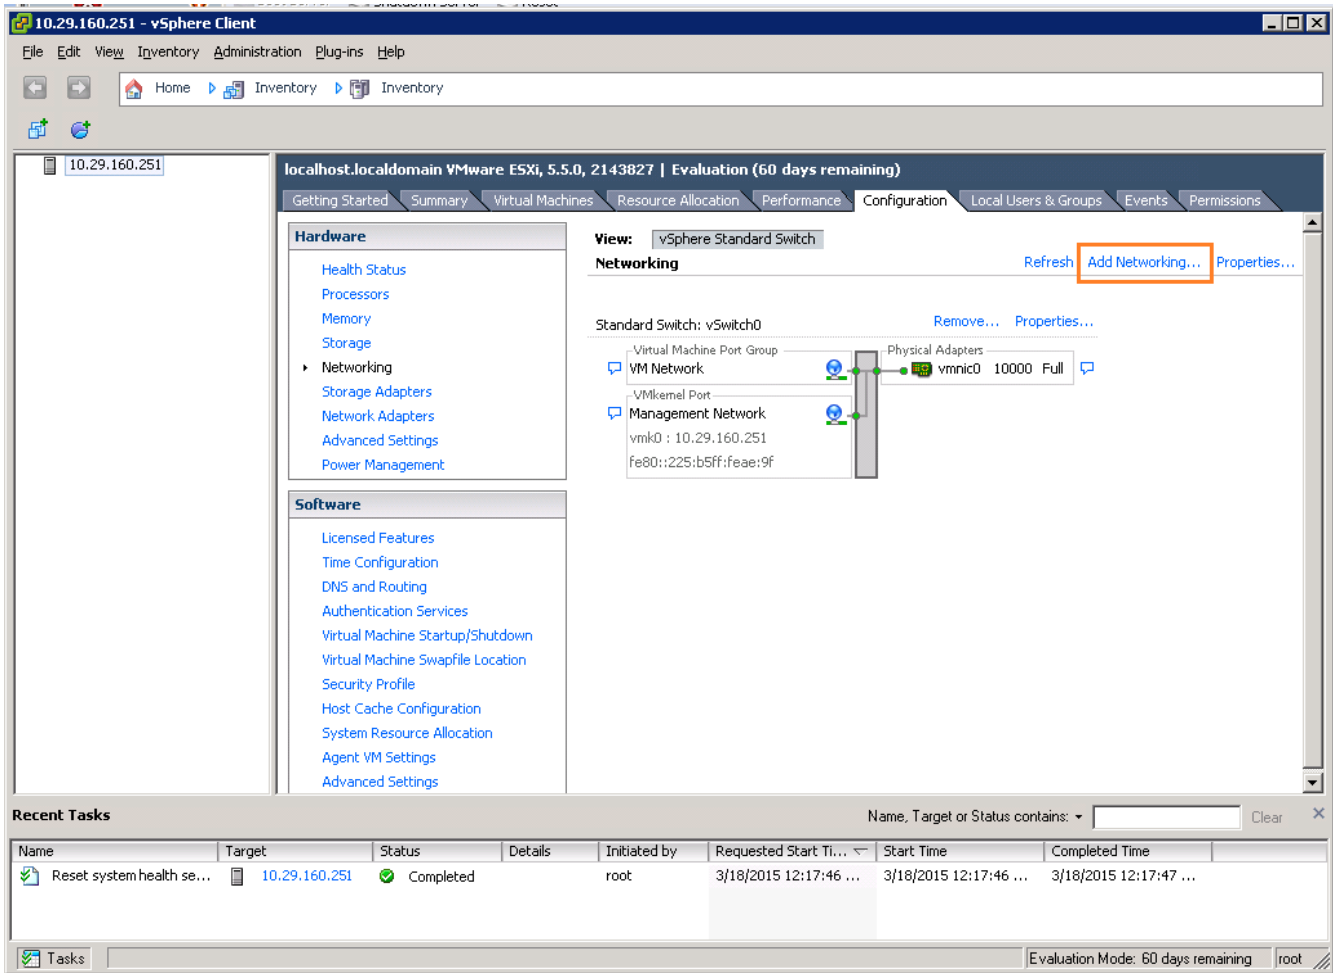 10.29.160.251 - vSphere Client
File Edit View Inventory Administration Plug-ins Help
Home Inventory Inventory
10.29.160.251
localhost.localdomain VMware ESXi, 5.5.0, 2143827 | Evaluation (60 days remaining)
Getting Started Summary Virtual Machines Resource Allocation Performance Configuration Local Users & Groups Events Permissions
Hardware
Health Status
Processors
Memory
Storage
Networking
Storage Adapters
Network Adapters
Advanced Settings
Power Management
Software
Licensed Features
Time Configuration
DNS and Routing
Authentication Services
Virtual Machine Startup/Shutdown
Virtual Machine Swapfile Location
Security Profile
Host Cache Configuration
System Resource Allocation
Agent VM Settings
Advanced Settings
View: vSphere Standard Switch
Networking
Refresh Add Networking... Properties...
Standard Switch: vSwitch0 Remove... Properties...
Virtual Machine Port Group
VM Network
Physical Adapters
vmnic0 10000 Full
VMkernel Port
Management Network
vmk0 : 10.29.160.251
fe80::225:b5ff:feae:9f
Recent Tasks
Name, Target or Status contains: Clear
Name Target Status Details Initiated by Requested Start Ti... Start Time Completed Time
Reset system health se... 10.29.160.251 Completed root 3/18/2015 12:17:46 ... 3/18/2015 12:17:46 ... 3/18/2015 12:17:47 ...
Tasks Evaluation Mode: 60 days remaining root